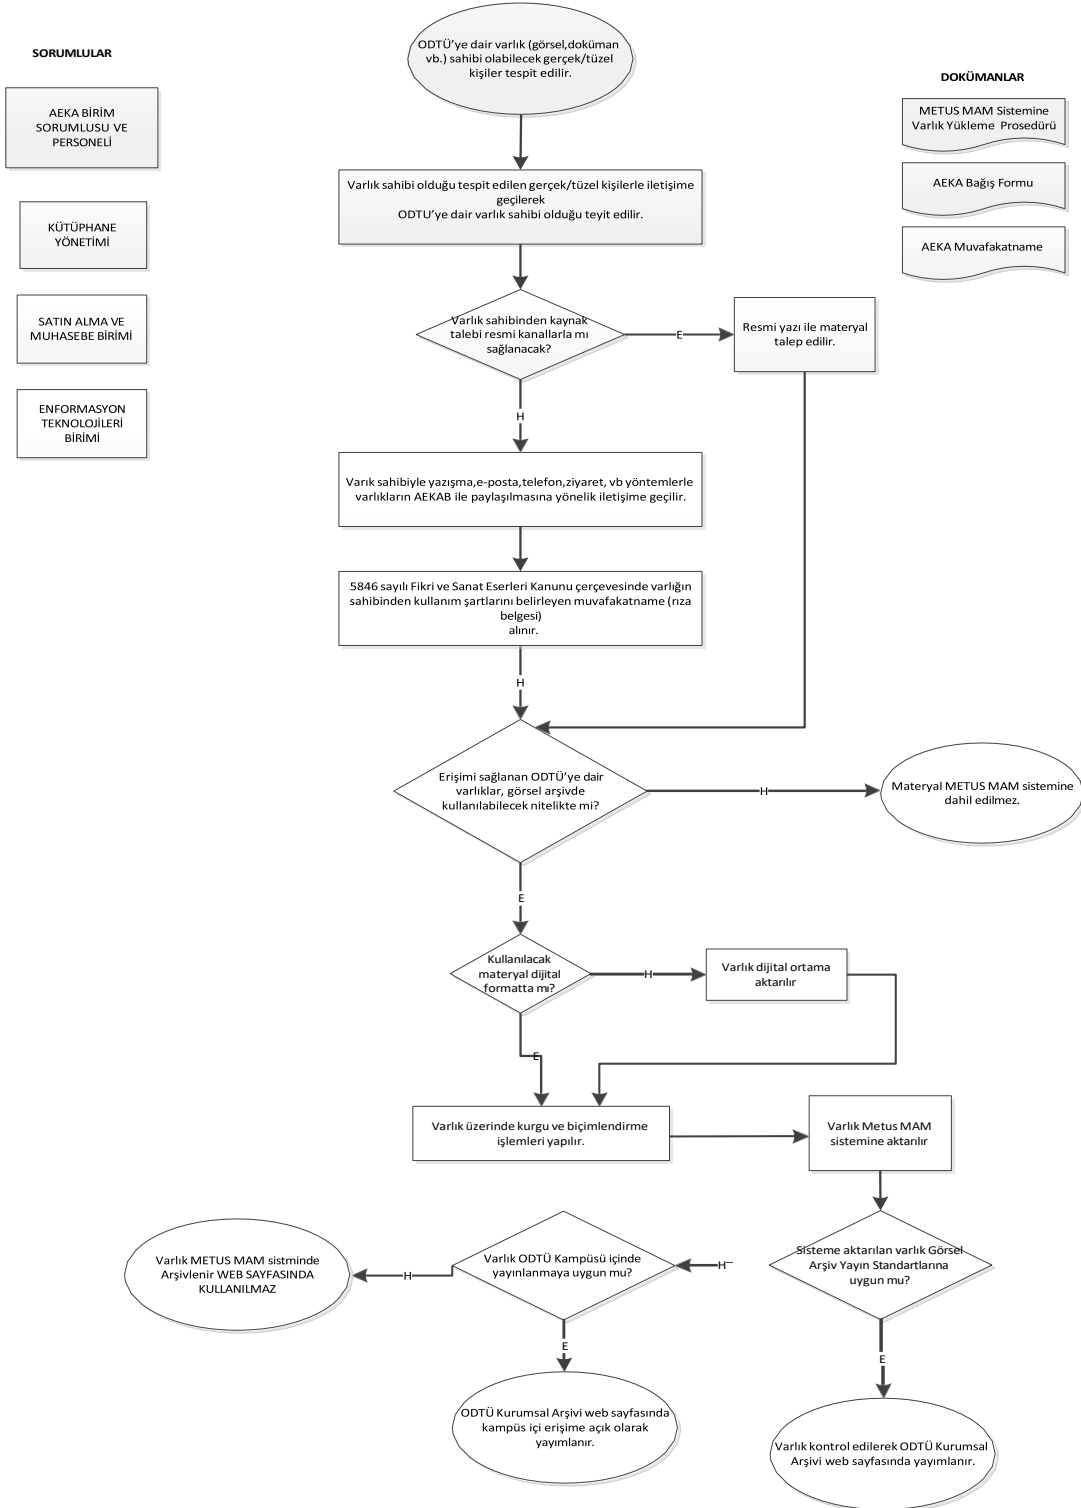 SORUMLULAR
AEKA BİRİM
SORUMLUSU VE
PERSONELİ
KÜTÜPHANE
YÖNETİMİ
SATIN ALMA VE
MUHASEBE BİRİMİ
ENFORMASYON
TEKNOLOJİLERİ
BİRİMİ
DOKÜMANLAR
METUS MAM Sistemine
Varlık Yükleme Prosedürü
AEKA Bağış Formu
AEKA Muvafakatname
ODTÜ’ye dair varlık (görsel,doküman
vb.) sahibi olabilecek gerçek/tüzel
kişiler tespit edilir.
Varlık sahibi olduğu tespit edilen gerçek/tüzel kişilerle iletişime
geçilerek
ODTU’ye dair varlık sahibi olduğu teyit edilir.
Varlık sahibinden kaynak
talebi resmi kanallarla mı
sağlanacak?
E
Resmi yazı ile materyal
talep edilir.
H
Varık sahibiyle yazışma,e-posta,telefon,ziyaret, vb yöntemlerle
varlıkların AEKAB ile paylaşılmasına yönelik iletişime geçilir.
5846 sayılı Fikri ve Sanat Eserleri Kanunu çerçevesinde varlığın
sahibinden kullanım şartlarını belirleyen muvafakatname (rıza
belgesi)
alınır.
H
Erişimi sağlanan ODTÜ’ye dair
varlıklar, görsel arşivde
kullanılabilecek nitelikte mi?
H
Materyal METUS MAM sistemine
dahil edilmez.
E
Kullanılacak
materyal dijital
formatta mı?
H
Varlık dijital ortama
aktarılır
E
Varlık üzerinde kurgu ve biçimlendirme
işlemleri yapılır.
Varlık Metus MAM
sistemine aktarılır
Sisteme aktarılan varlık Görsel
Arşiv Yayın Standartlarına
uygun mu?
H
Varlık ODTÜ Kampüsü içinde
yayınlanmaya uygun mu?
H
Varlık METUS MAM sistminde
Arşivlenir WEB SAYFASINDA
KULLANILMAZ
E
E
ODTÜ Kurumsal Arşivi web sayfasında
kampüs içi erişime açık olarak
yayımlanır.
Varlık kontrol edilerek ODTÜ Kurumsal
Arşivi web sayfasında yayımlanır.